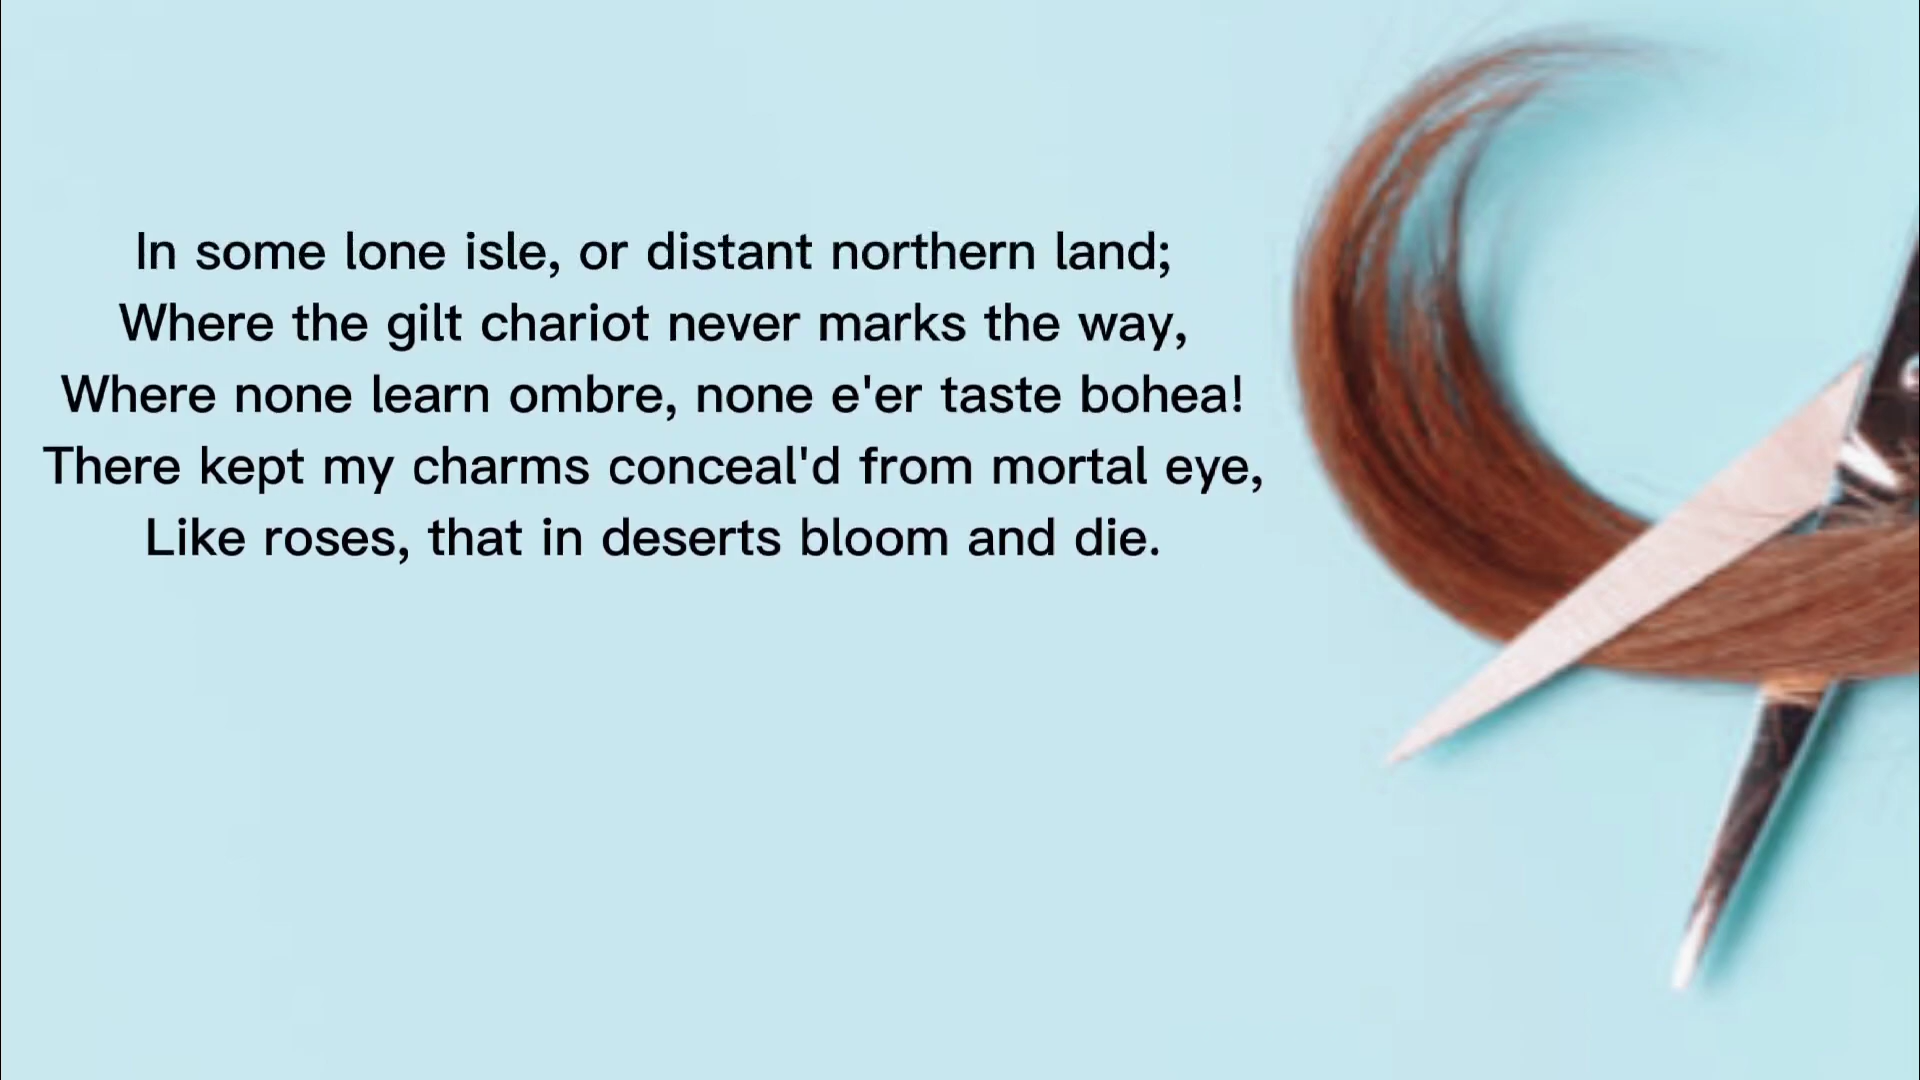 In some lone isle, or distant northern land;
Where the gilt chariot never marks the way,
Where none learn ombre, none e'er taste bohea!
There kept my charms conceal'd from mortal eye,
Like roses, that in deserts bloom and die.